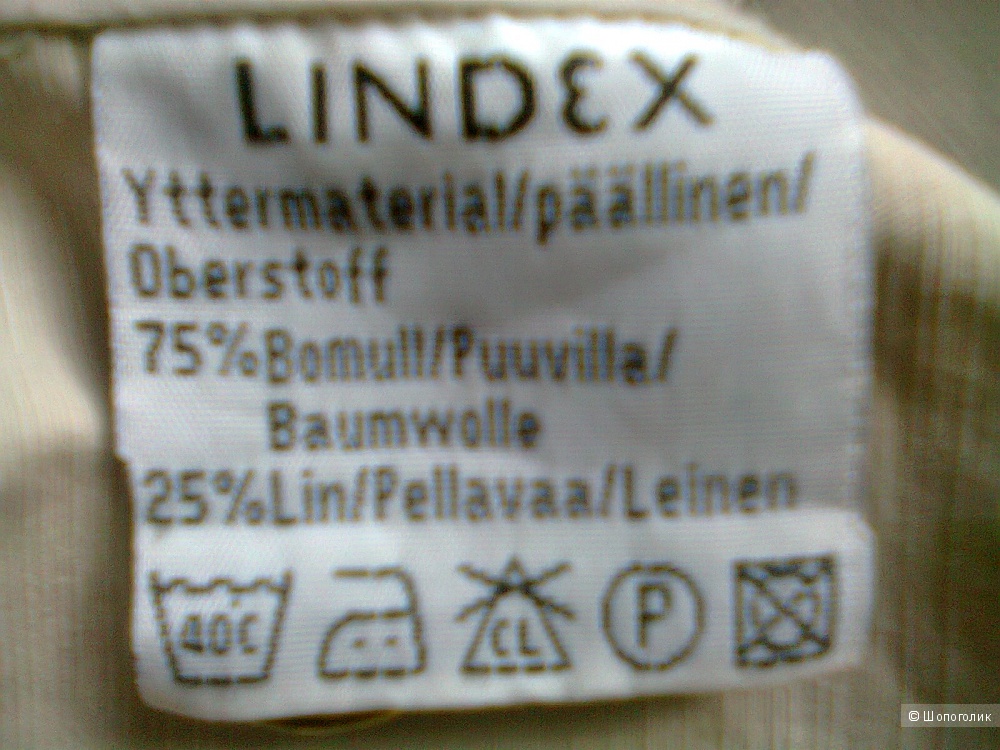 LINDEX
Yttermaterial/päällinen/
Oberstoff
75%Bomull/Puuvilla/
Baumwolle
25%Lin/Pellavaa/Leinen
40C CL P
© Шопоголик